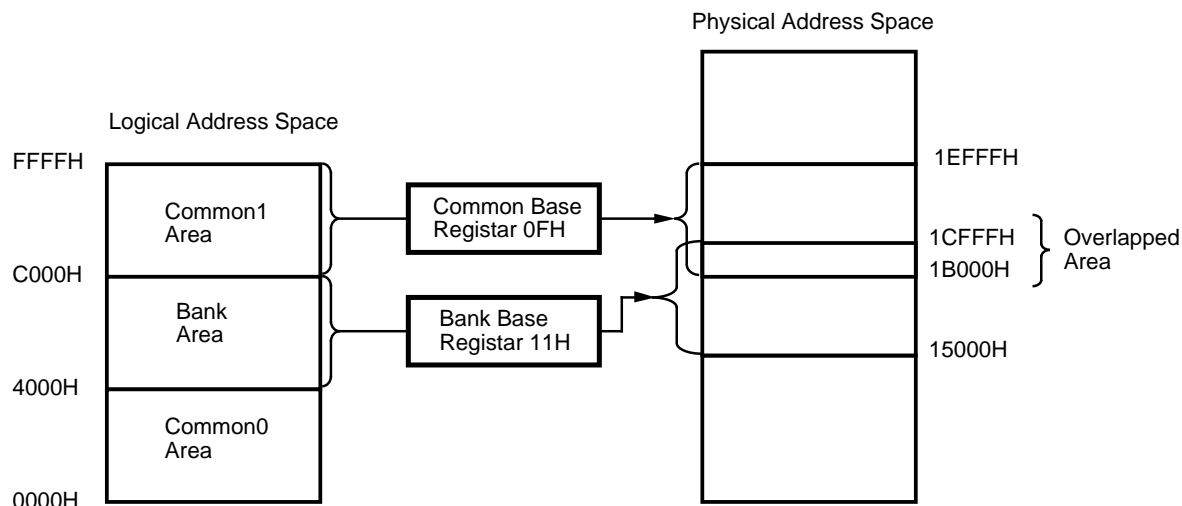 Physical Address Space
Logical Address Space
FFFFH
Common1
Area
C000H
Bank
Area
4000H
Common0
Area
0000H
Common Base
Registar 0FH
Bank Base
Registar 11H
1EFFFH
1CFFFH
1B000H
15000H
Overlapped
Area